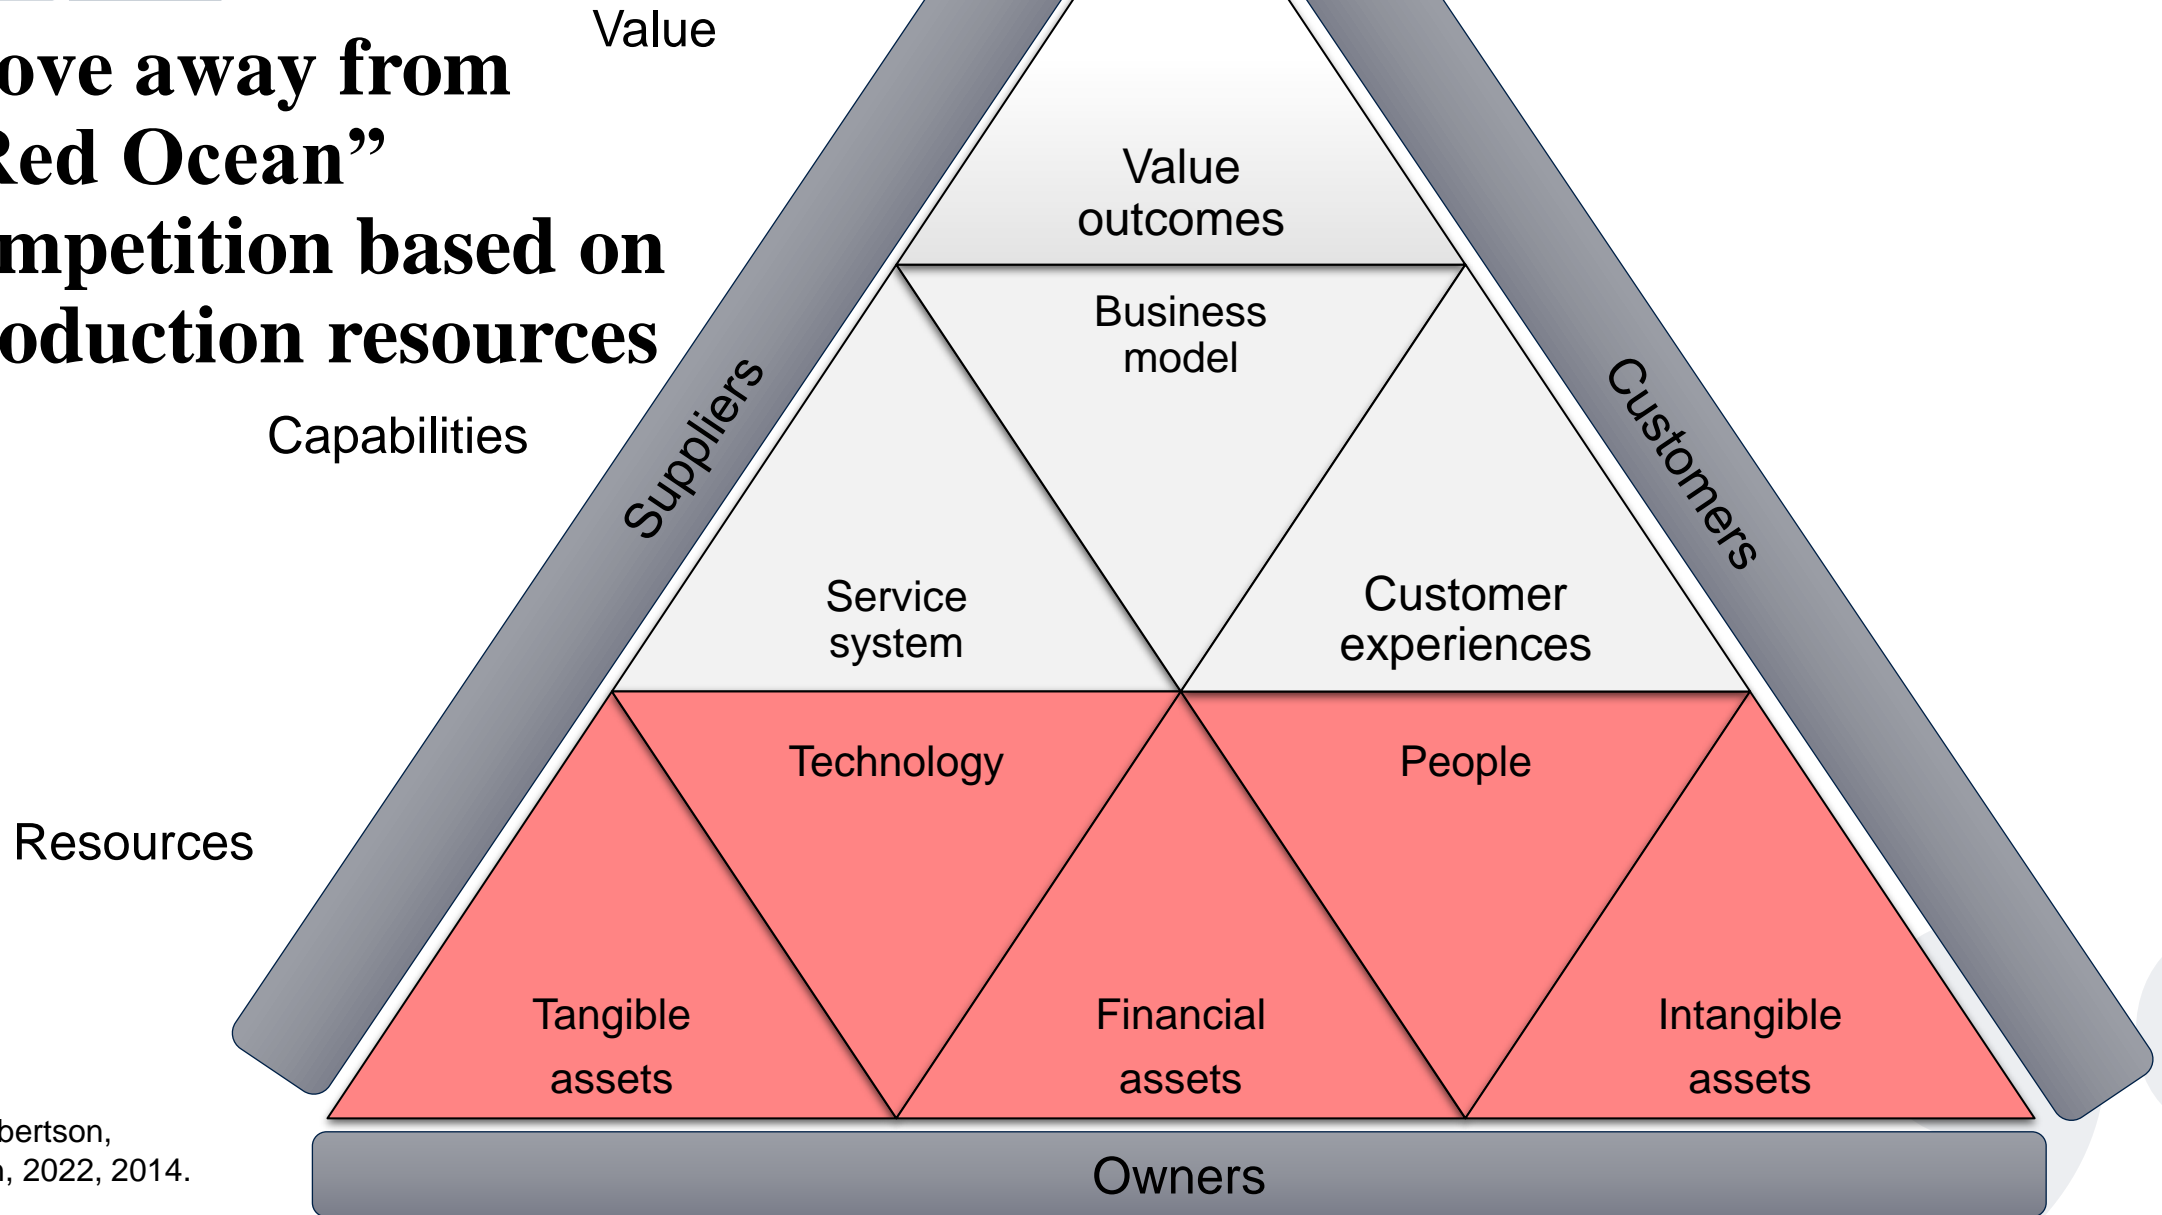 Value
ove away from
Red Ocean”
mpetition based on
oduction resources
Value
outcomes
Business
model
Suppliers
Customers
Capabilities
Service
system
Customer
experiences
Technology
People
Resources
Tangible
assets
Financial
assets
Intangible
assets
bertson,
, 2022, 2014.
Owners